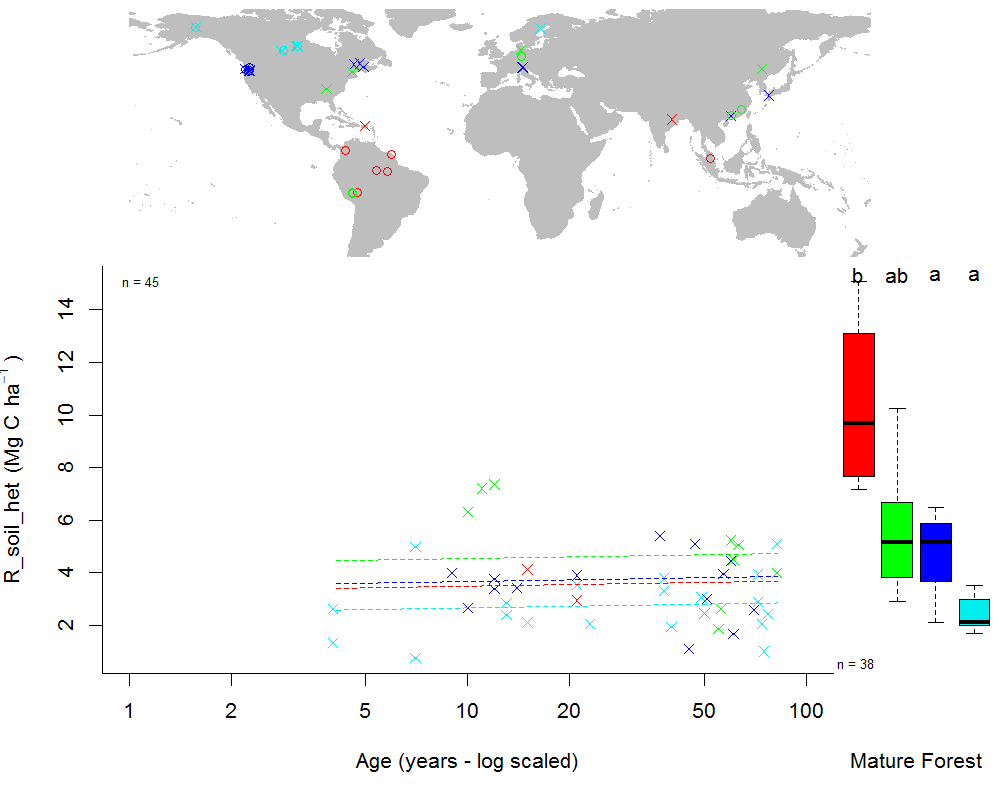 n = 45
b ab a a
R_soil_het (Mg C ha⁻¹)
14
12
10
8
6
4
2
n = 38
1 2 5 10 20 50 100
Age (years - log scaled)
Mature Forest